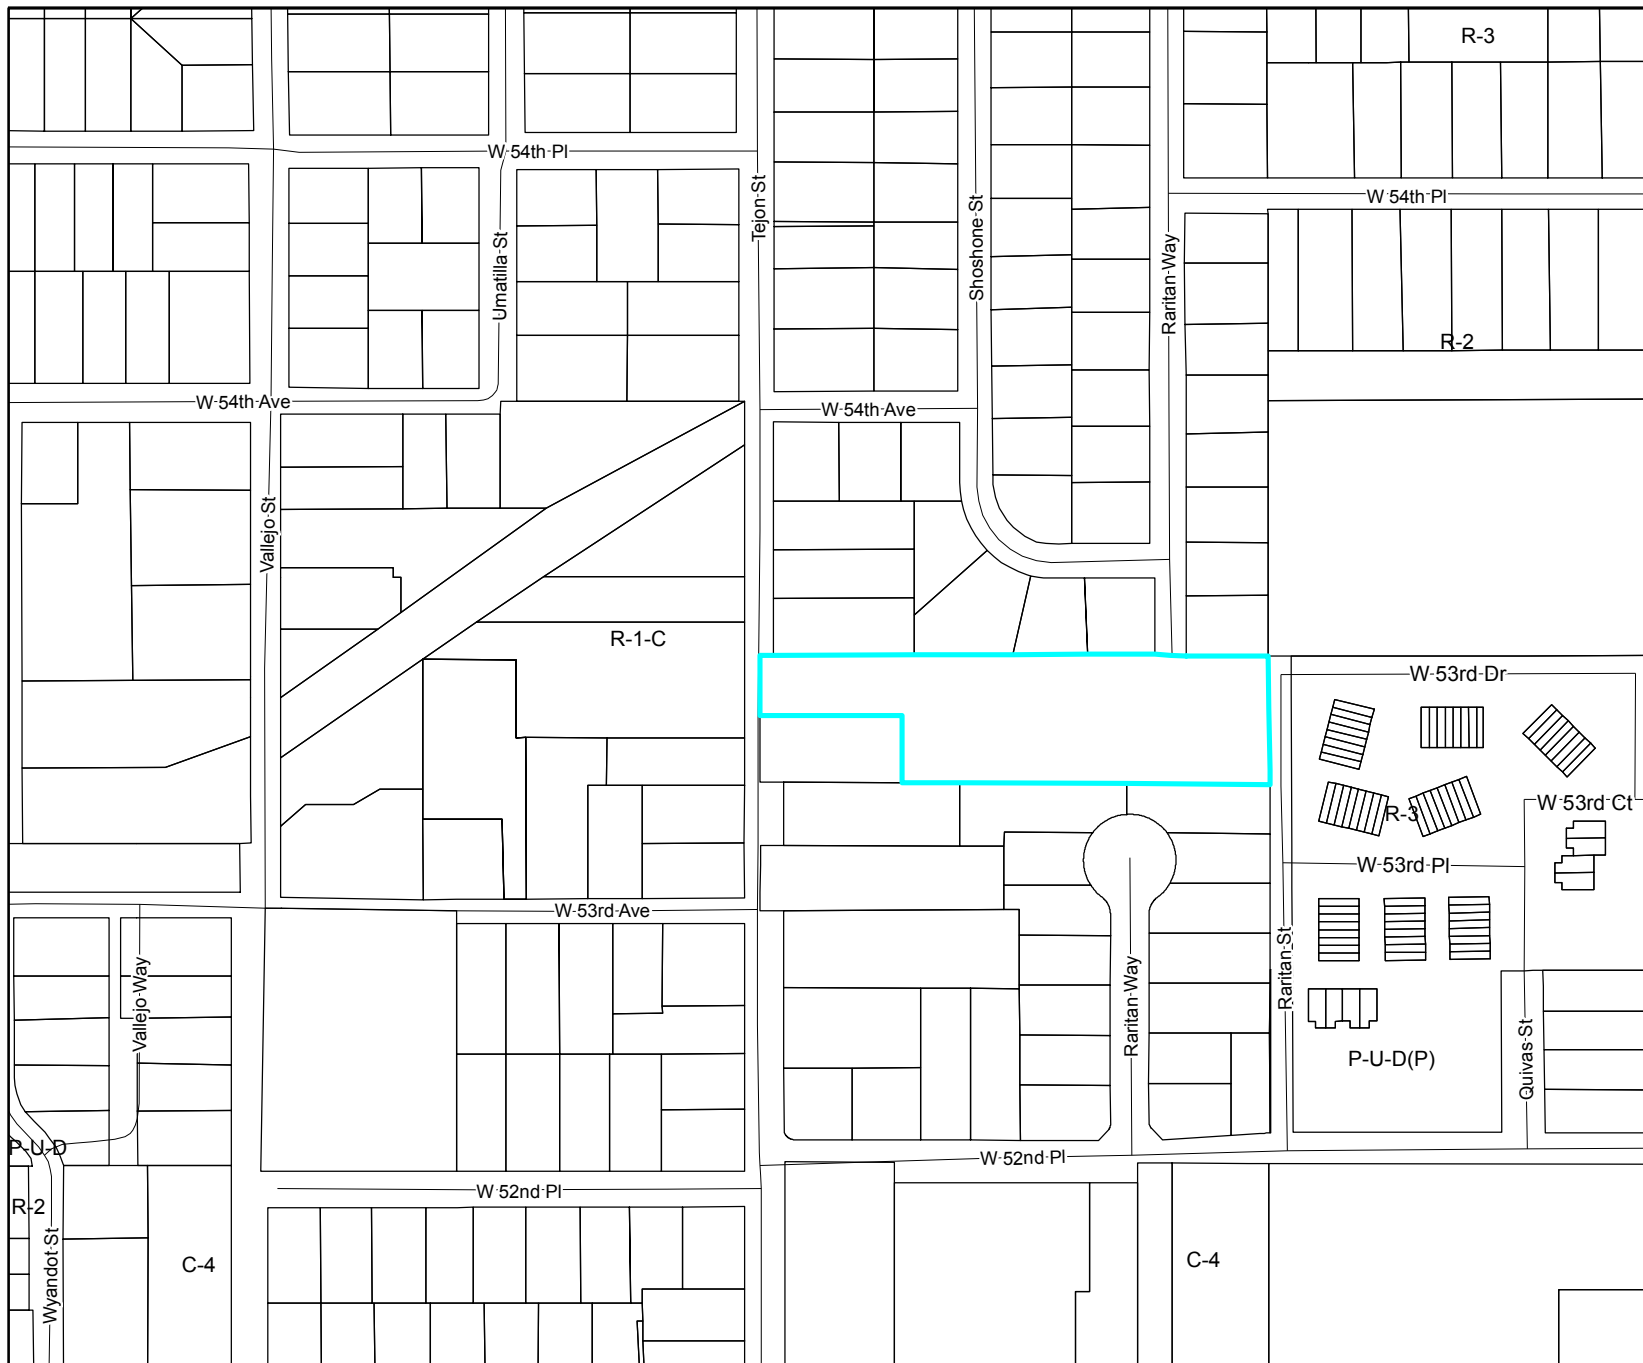 R-3
W 54th Pl
W 54th Pl
Tejon St
Shoshone St
Umatilla St
Raritan Way
R-2
W 54th Ave
W 54th Ave
Vallejo St
R-1-C
W 53rd Dr
W 53rd Ct
R-3
W 53rd Pl
W 53rd Ave
Raritan St
Vallejo Way
Raritan Way
Quivas St
P-U-D(P)
P-U-D
W 52nd Pl
W 52nd Pl
R-2
Wyandot St
C-4
C-4